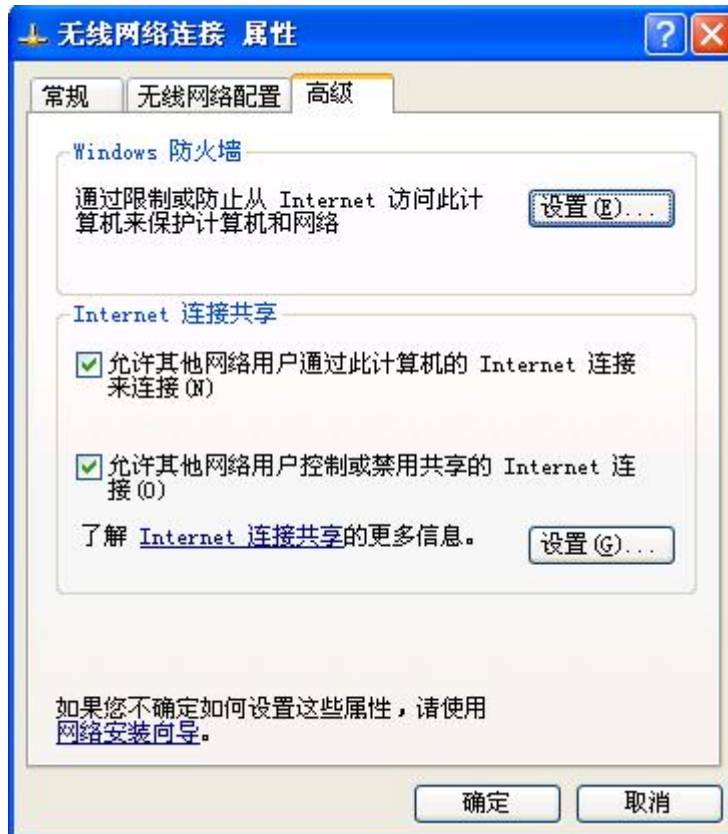 无线网络连接 属性
常规 无线网络配置 高级
Windows 防火墙
通过限制或防止从 Internet 访问此计
算机来保护计算机和网络
设置(E)...
Internet 连接共享
允许其他网络用户通过此计算机的 Internet 连接
来连接(N)
允许其他网络用户控制或禁用共享的 Internet 连
接(O)
了解 Internet 连接共享的更多信息。
设置(G)...
如果您不确定如何设置这些属性，请使用
网络安装向导。
确定 取消